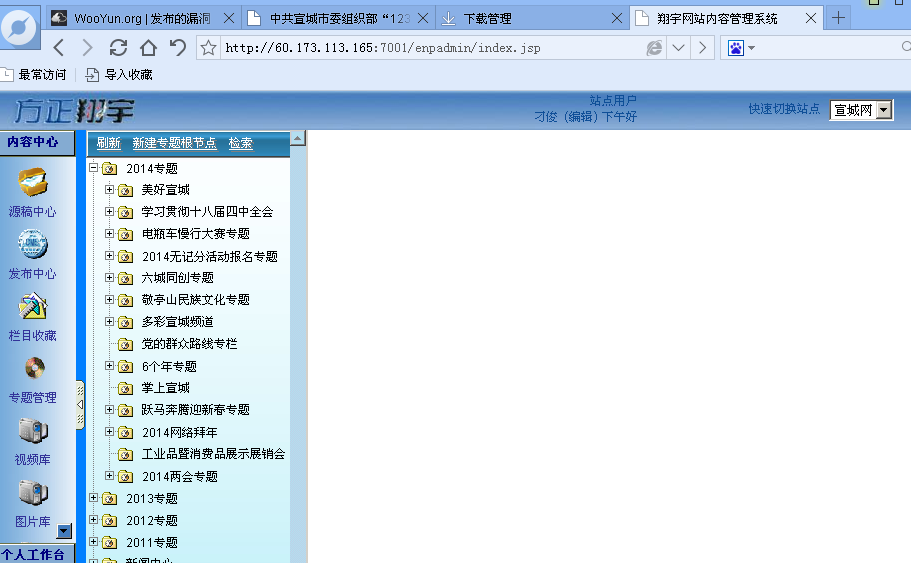 WooYun.org | 发布的漏洞
中共宣城市委组织部“123
下载管理
翔宇网站内容管理系统
http://60.173.113.165:7001/enpadmin/index.jsp
最常访问
导入收藏
方正翔宇
站点用户
刁俊 (编辑) 下午好
快速切换站点
宣城网
内容中心
刷新 新建专题根节点 检索
2014专题
美好宣城
源稿中心
学习贯彻十八届四中全会
电瓶车慢行大赛专题
2014无记分活动报名专题
发布中心
六城同创专题
敬亭山民族文化专题
多彩宣城频道
栏目收藏
党的群众路线专栏
6个年专题
掌上宣城
专题管理
跃马奔腾迎新春专题
2014网络拜年
工业品暨消费品展示展销会
视频库
2014两会专题
2013专题
2012专题
图片库
2011专题
个人工作台
新闻中心